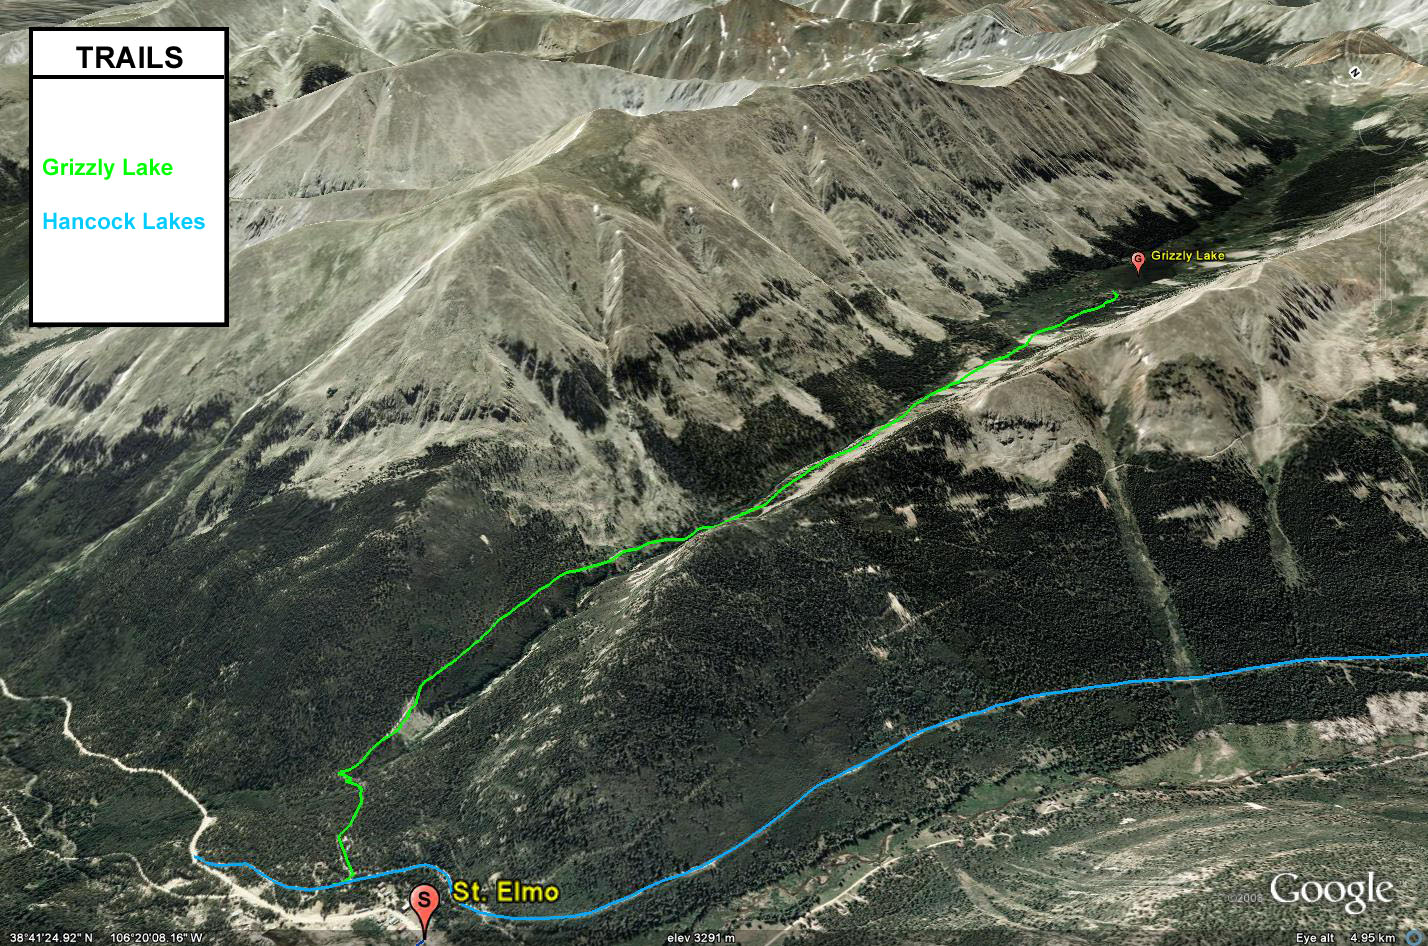 TRAILS
Grizzly Lake
Hancock Lakes
N
G Grizzly Lake
S St. Elmo
©2008 Google
38°41'24.92" N 106°20'08.16" W elev 3291 m Eye alt 4.95 km